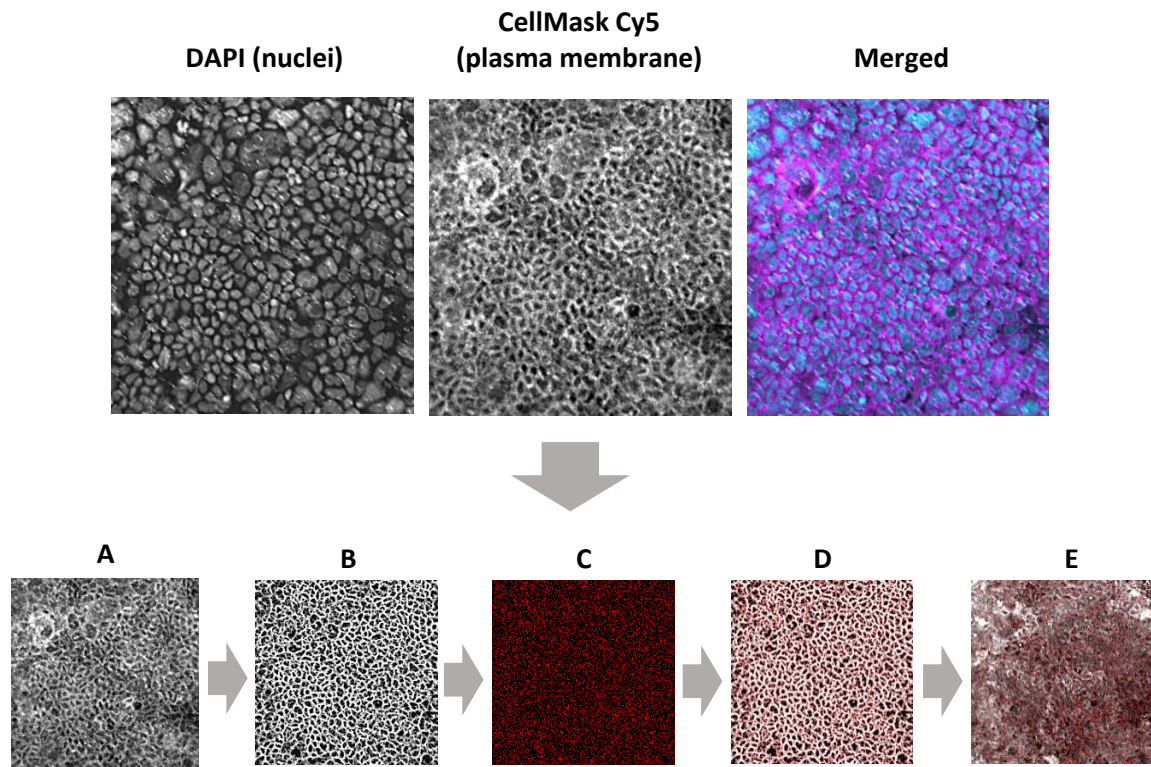 CellMask Cy5
DAPI (nuclei)
(plasma membrane)
Merged
A
B
C
D
E